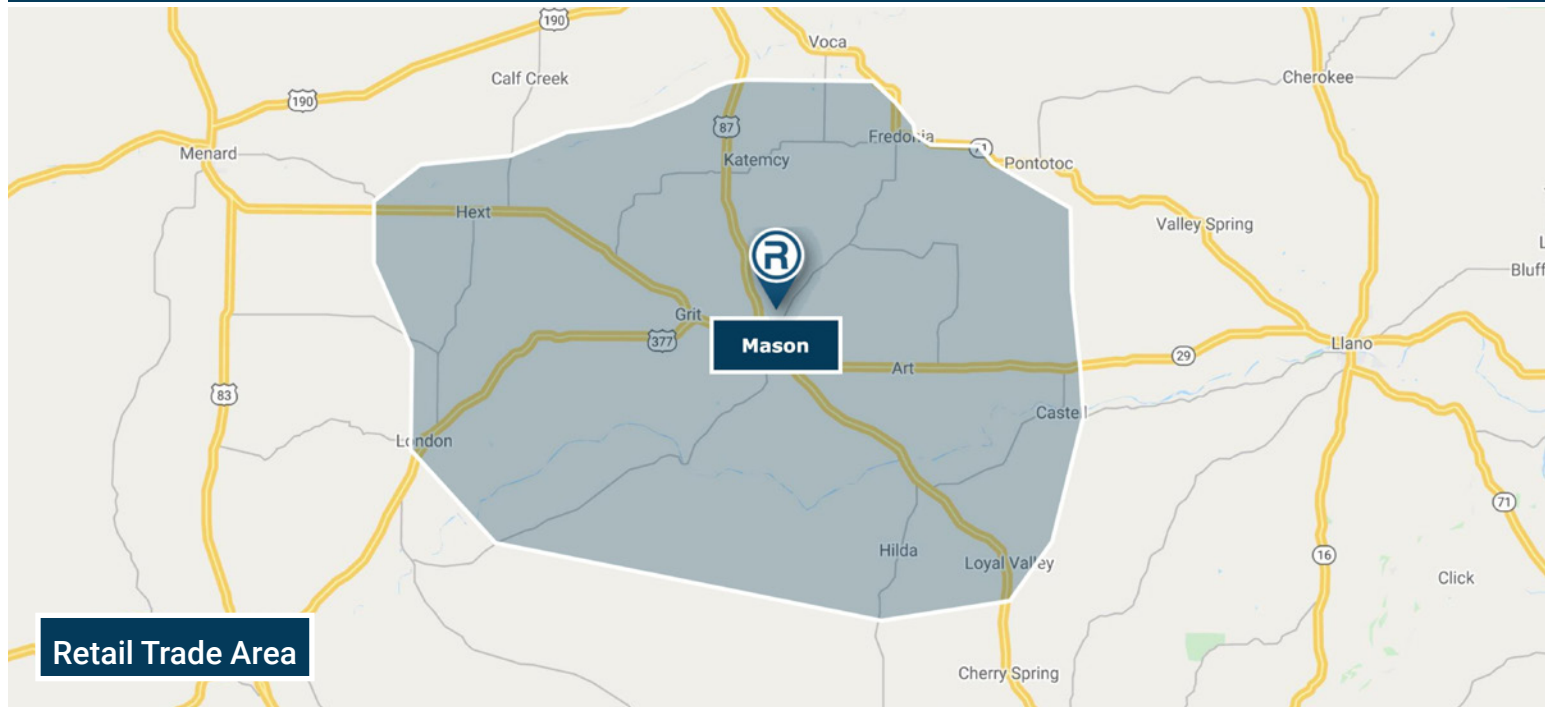 190
Voca
Calf Creek
Cherokee
190
87
Menard
Fredonia
71
Katemcy
Pontotoc
Hext
Valley Spring
R
Bluff
Grit
377
Mason
Llano
29
Art
83
Castell
London
71
Hilda
16
Loyal Valley
Click
Retail Trade Area
Cherry Spring